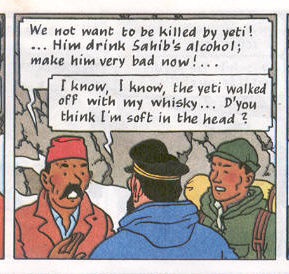 We not want to be killed by yeti!
... Him drink Sahib's alcohol;
make him very bad now!...
I know, I know, the yeti walked
off with my whisky... D'you
think I'm soft in the head?